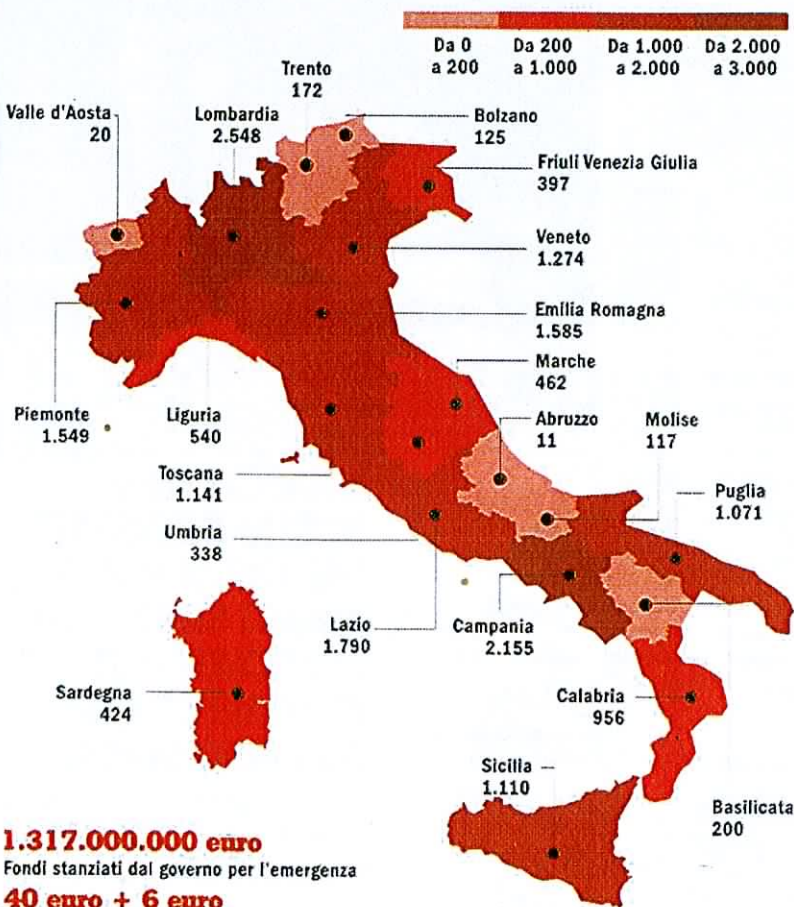 Da 0
a 200
Da 200
a 1.000
Da 1.000
a 2.000
Da 2.000
a 3.000
Trento
172
Valle d'Aosta
20
Lombardia
2.548
Bolzano
125
Friuli Venezia Giulia
397
Veneto
1.274
Emilia Romagna
1.585
Marche
462
Piemonte
1.549
Liguria
540
Abruzzo
11
Molise
117
Toscana
1.141
Puglia
1.071
Umbria
338
Lazio
1.790
Campania
2.155
Sardegna
424
Calabria
956
Sicilia
1.110
Basilicata
200
1.317.000.000 euro
Fondi stanziati dal governo per l'emergenza
40 euro + 6 euro